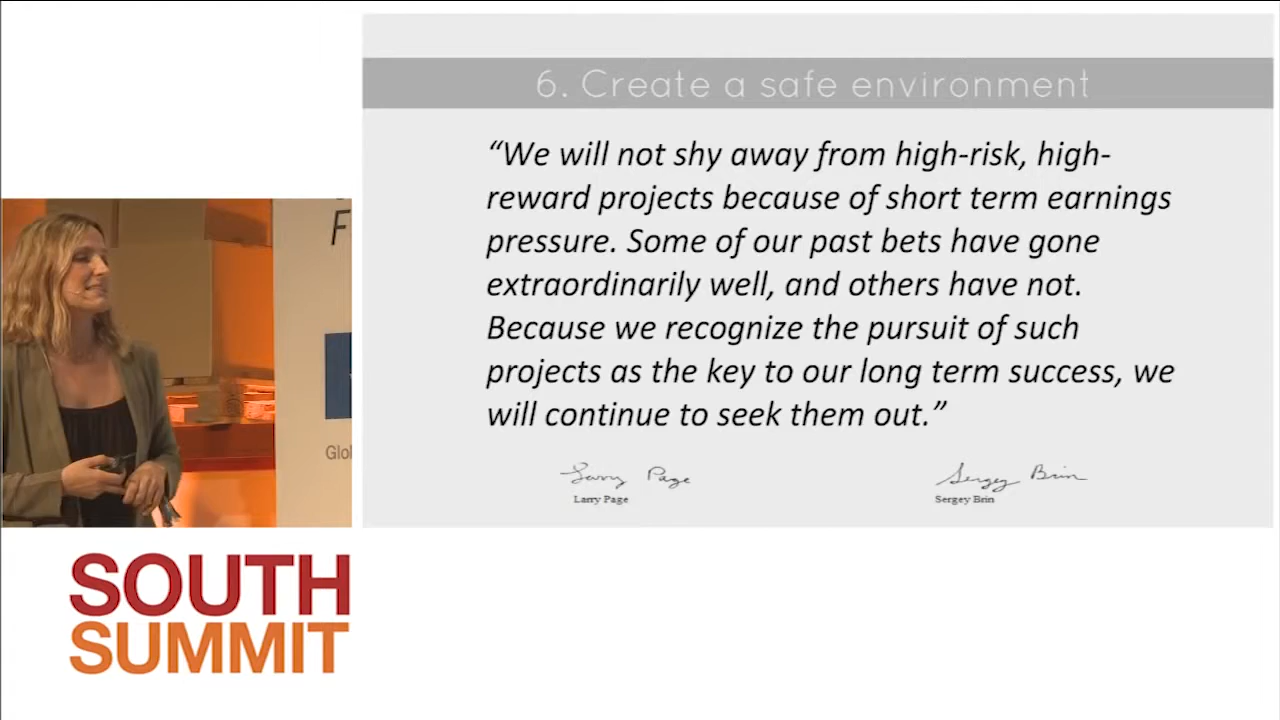 6. Create a safe environment
“We will not shy away from high-risk, high-
reward projects because of short term earnings
pressure. Some of our past bets have gone
extraordinarily well, and others have not.
Because we recognize the pursuit of such
projects as the key to our long term success, we
will continue to seek them out.”
Larry Page
Sergey Brin
Larry Page
Sergey Brin
F
Glo
SOUTH
SUMMIT